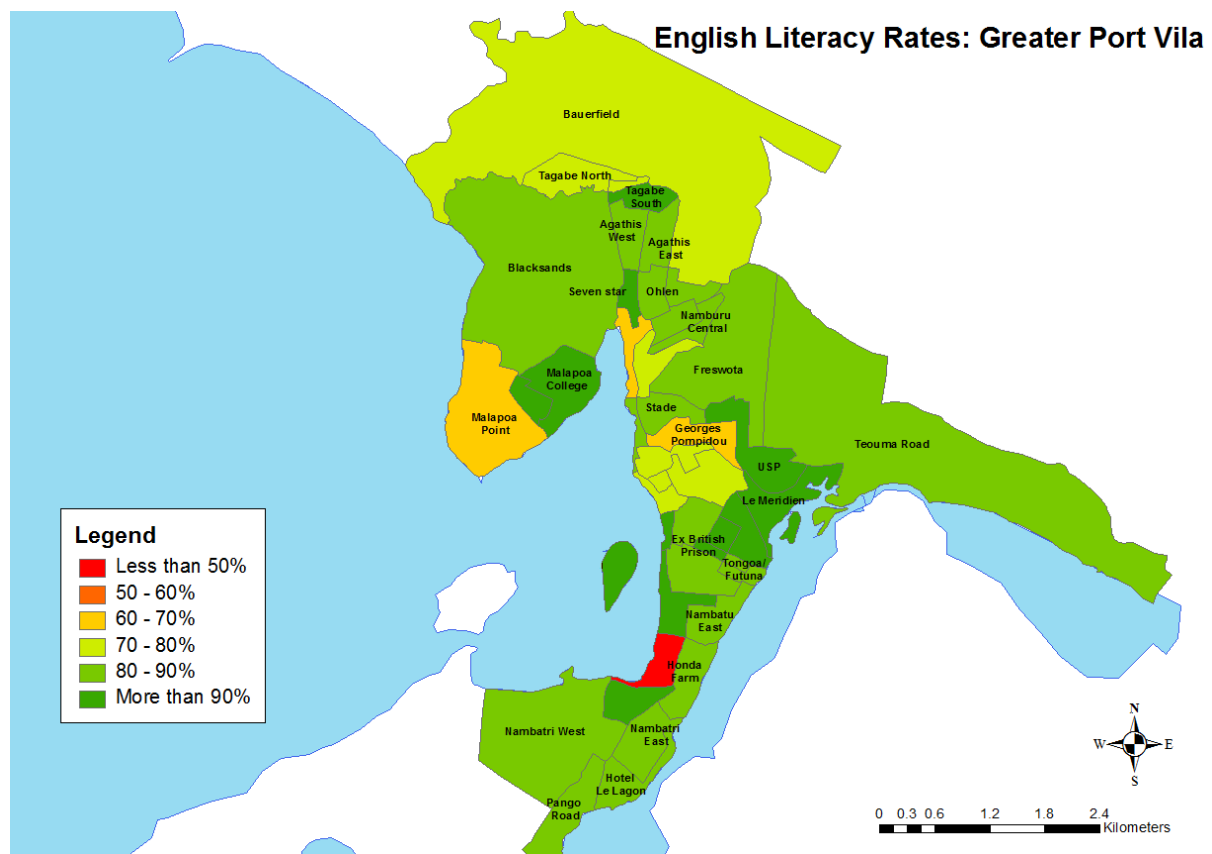 English Literacy Rates: Greater Port Vila
Bauerfield
Tagabe North
Tagabe
South
Agathis
West
Agathis
East
Blacksands
Seven star
Ohlen
Namburu
Central
Malapoa
College
Freswota
Malapoa
Point
Stade
Georges
Pompidou
Teouma Road
USP
Le Meridien
Ex British
Prison
Tongoa/
Futuna
Nambatu
East
Honda
Farm
Nambatri West
Nambatri
East
Hotel
Le Lagon
Pango
Road
Legend
Less than 50%
50 - 60%
60 - 70%
70 - 80%
80 - 90%
More than 90%
N
W
E
S
0 0.3 0.6 1.2 1.8 2.4
Kilometers